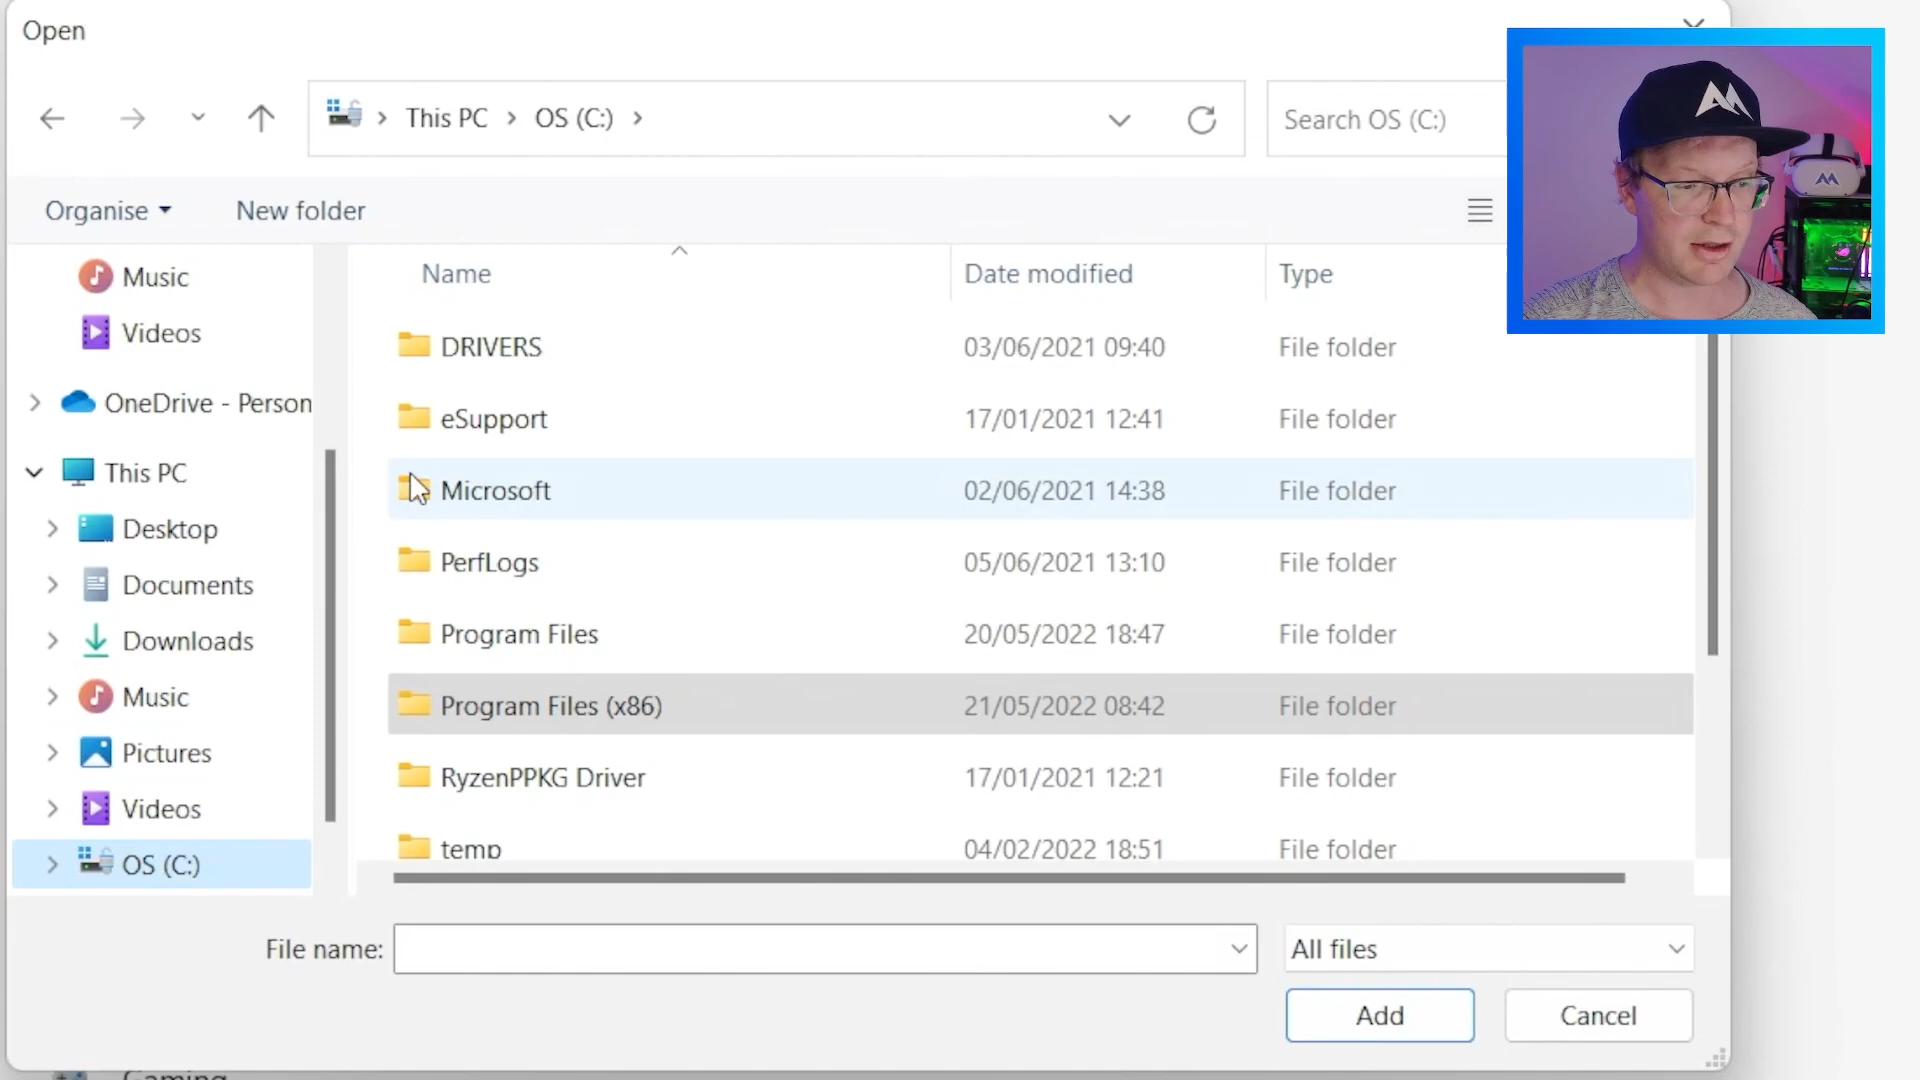 Open
This PC
OS (C:)
Search OS (C:)
Organise
New folder
Music
Videos
OneDrive - Person
This PC
Desktop
Documents
Downloads
Music
Pictures
Videos
OS (C:)
Name
Date modified
Type
DRIVERS 03/06/2021 09:40 File folder
eSupport 17/01/2021 12:41 File folder
Microsoft 02/06/2021 14:38 File folder
PerfLogs 05/06/2021 13:10 File folder
Program Files 20/05/2022 18:47 File folder
Program Files (x86) 21/05/2022 08:42 File folder
RyzenPPKG Driver 17/01/2021 12:21 File folder
temp 04/02/2022 18:51 File folder
File name:
All files
Add
Cancel
Gaming